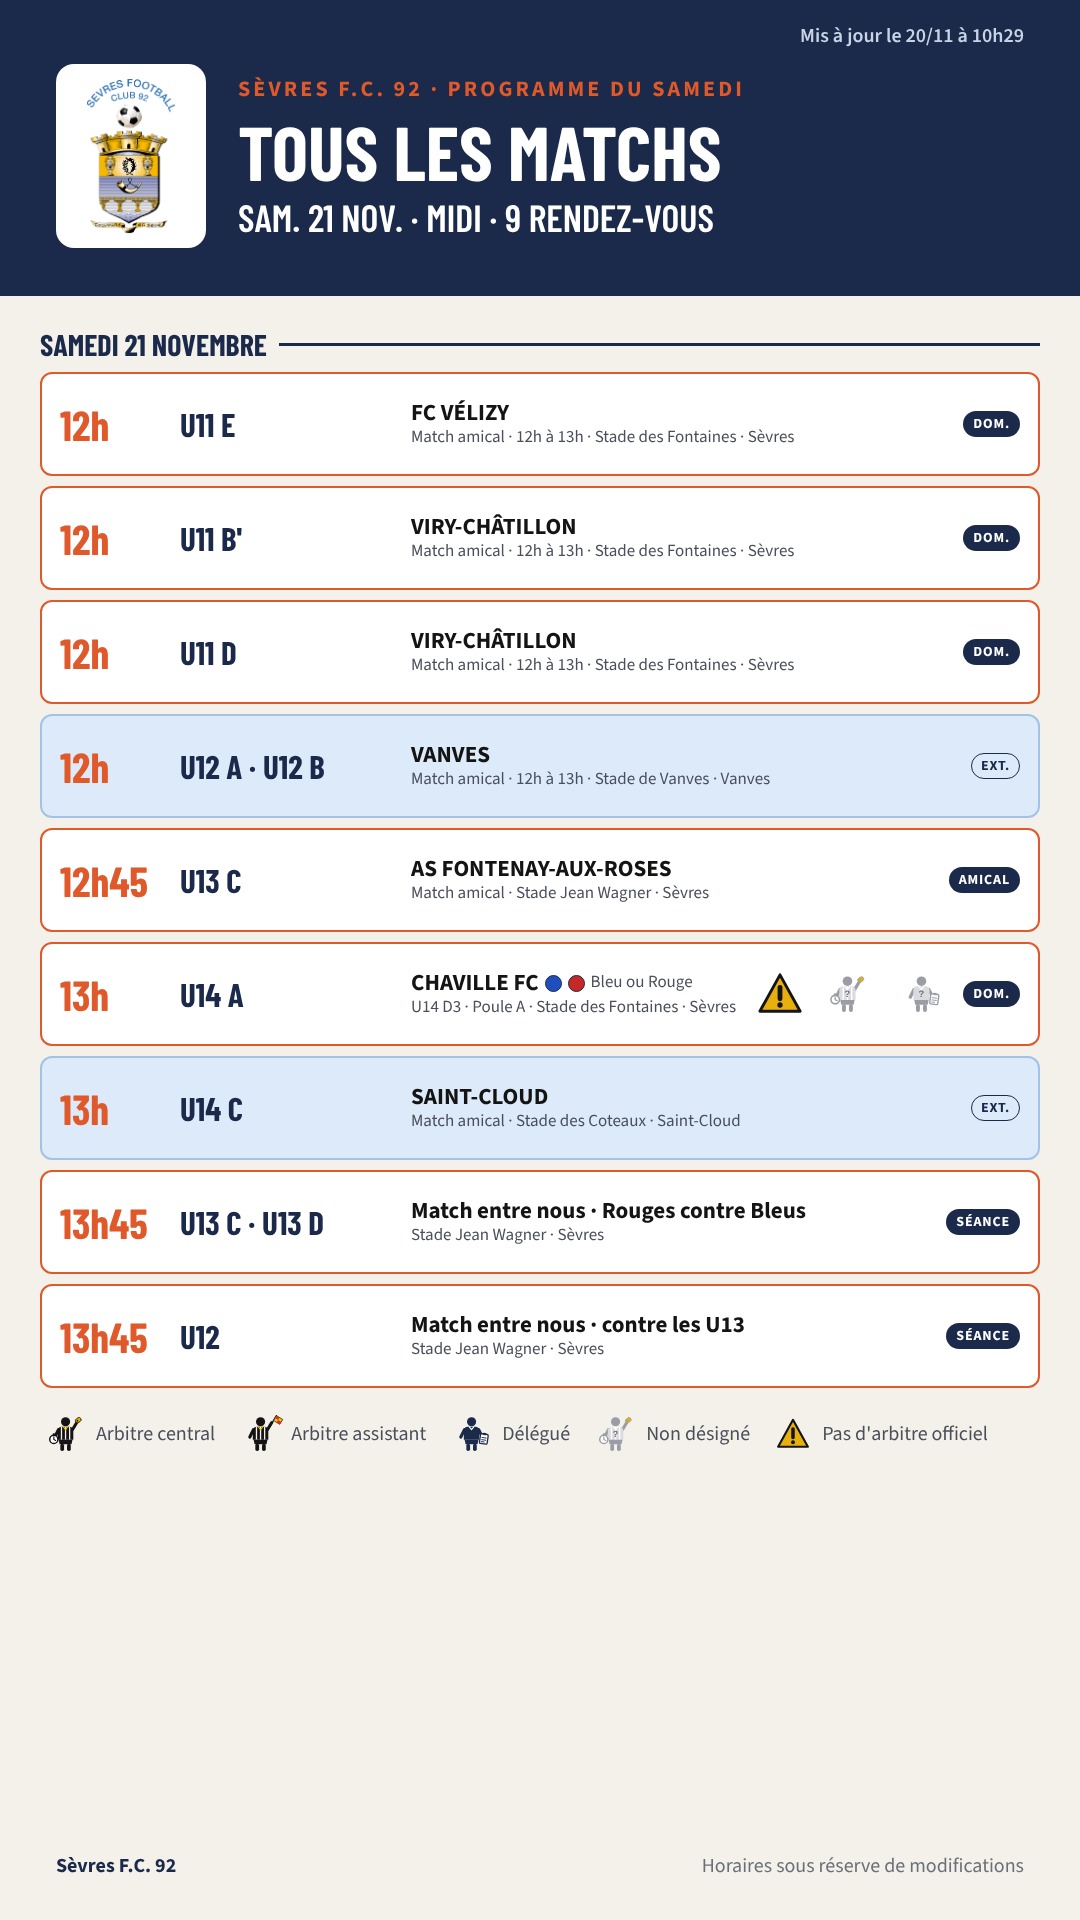 Mis à jour le 20/11 à 10h29
SEVRES FOOTBALL
CLUB 92
SÈVRES F.C. 92 · PROGRAMME DU SAMEDI
TOUS LES MATCHS
SAM. 21 NOV. · MIDI · 9 RENDEZ-VOUS
SAMEDI 21 NOVEMBRE
12h U11 E FC VÉLIZY DOM.
Match amical · 12h à 13h · Stade des Fontaines · Sèvres
12h U11 B' VIRY-CHÂTILLON DOM.
Match amical · 12h à 13h · Stade des Fontaines · Sèvres
12h U11 D VIRY-CHÂTILLON DOM.
Match amical · 12h à 13h · Stade des Fontaines · Sèvres
12h U12 A · U12 B VANVES EXT.
Match amical · 12h à 13h · Stade de Vanves · Vanves
12h45 U13 C AS FONTENAY-AUX-ROSES AMICAL
Match amical · Stade Jean Wagner · Sèvres
13h U14 A CHAVILLE FC Bleu ou Rouge ? ? DOM.
U14 D3 · Poule A · Stade des Fontaines · Sèvres
13h U14 C SAINT-CLOUD EXT.
Match amical · Stade des Coteaux · Saint-Cloud
13h45 U13 C · U13 D Match entre nous · Rouges contre Bleus SÉANCE
Stade Jean Wagner · Sèvres
13h45 U12 Match entre nous · contre les U13 SÉANCE
Stade Jean Wagner · Sèvres
Arbitre central Arbitre assistant Délégué ? Non désigné Pas d'arbitre officiel
Sèvres F.C. 92 Horaires sous réserve de modifications